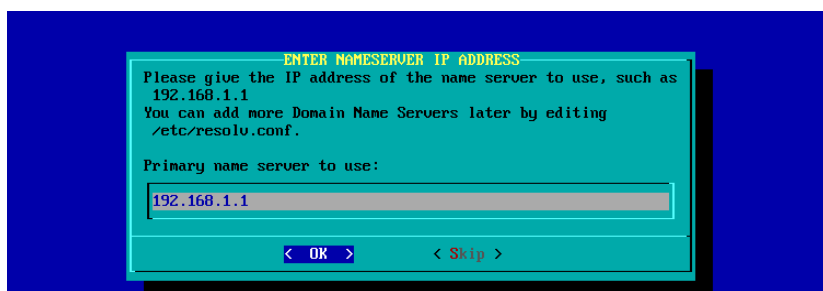 ENTER NAMESERVER IP ADDRESS
Please give the IP address of the name server to use, such as
192.168.1.1
You can add more Domain Name Servers later by editing
/etc/resolv.conf.
Primary name server to use:
192.168.1.1
< OK > < Skip >